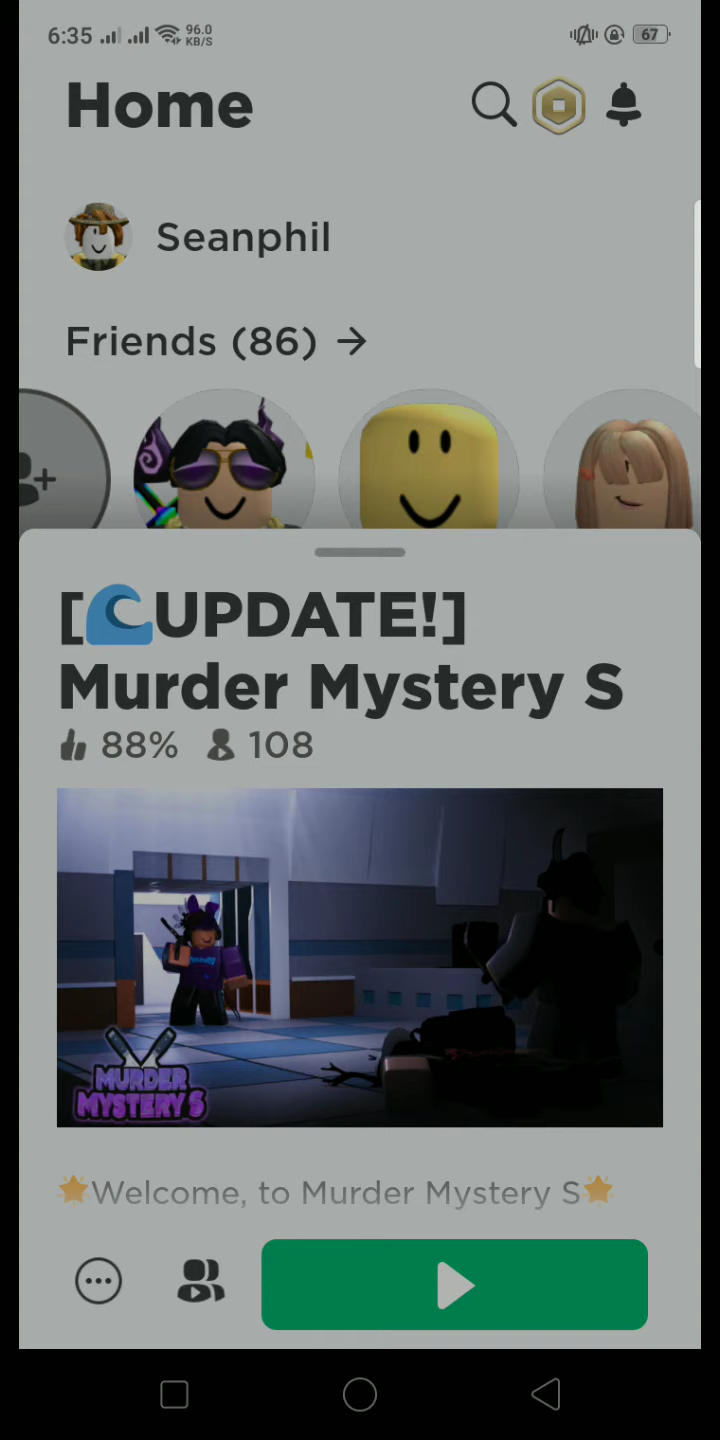 6:35 96.0 KB/S 67
Home
Seanphil
Friends (86) →
[🌊UPDATE!]
Murder Mystery S
88% 108
MURDER
MYSTERY S
🌟Welcome, to Murder Mystery S🌟